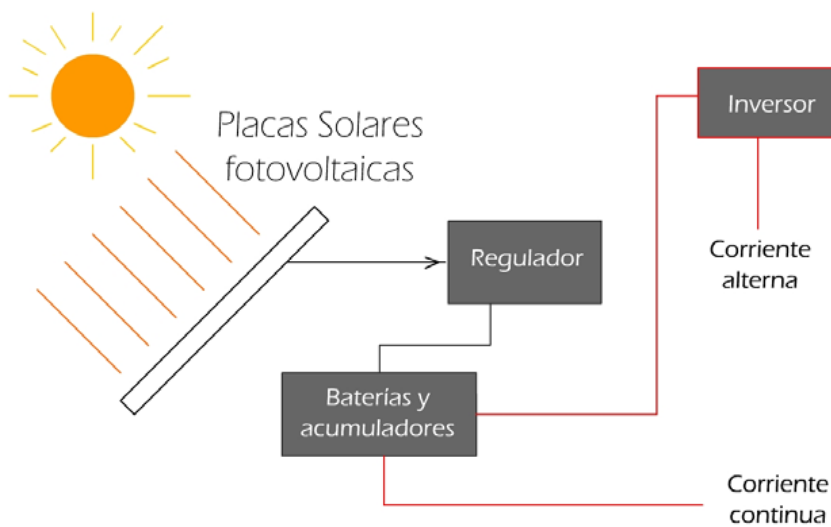 Placas Solares
fotovoltaicas
Inversor
Regulador
Corriente
alterna
Baterías y
acumuladores
Corriente
continua